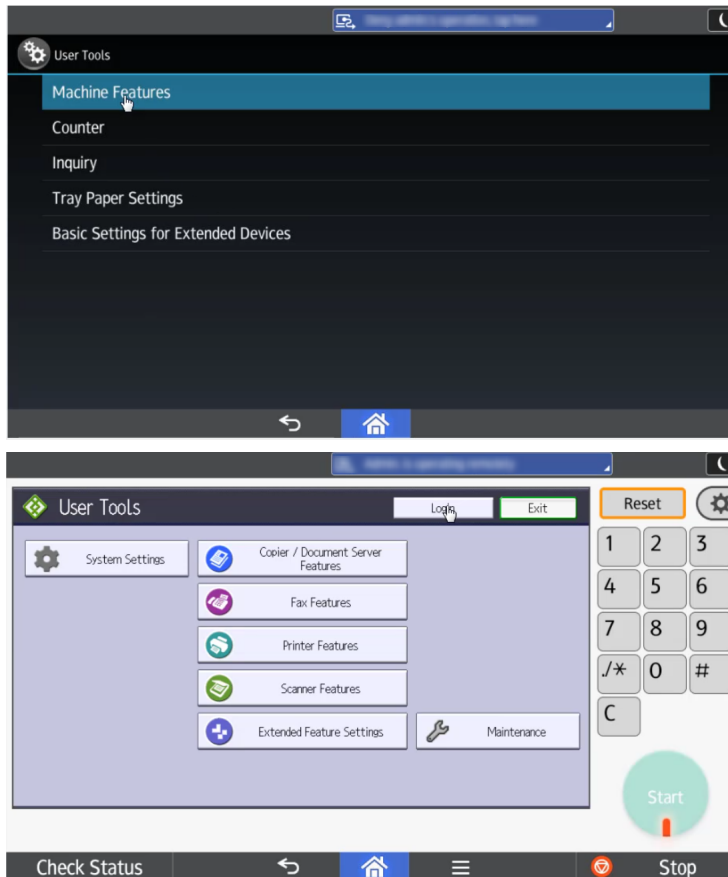 User Tools
Machine Features
Counter
Inquiry
Tray Paper Settings
Basic Settings for Extended Devices
User Tools
Login
Exit
Reset
System Settings
Copier / Document Server
Features
Fax Features
Printer Features
Scanner Features
Extended Feature Settings
Maintenance
1 2 3
4 5 6
7 8 9
./* 0 #
C
Start
Check Status
Stop